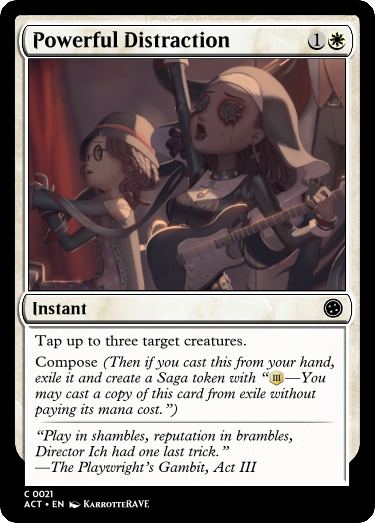 Powerful Distraction 1
Instant
Tap up to three target creatures.
Compose (Then if you cast this from your hand,
exile it and create a Saga token with “III—You
may cast a copy of this card from exile without
paying its mana cost.”)
“Play in shambles, reputation in brambles,
Director Ich had one last trick.”
—The Playwright’s Gambit, Act III
C 0021
ACT • EN KARROTTERAVE